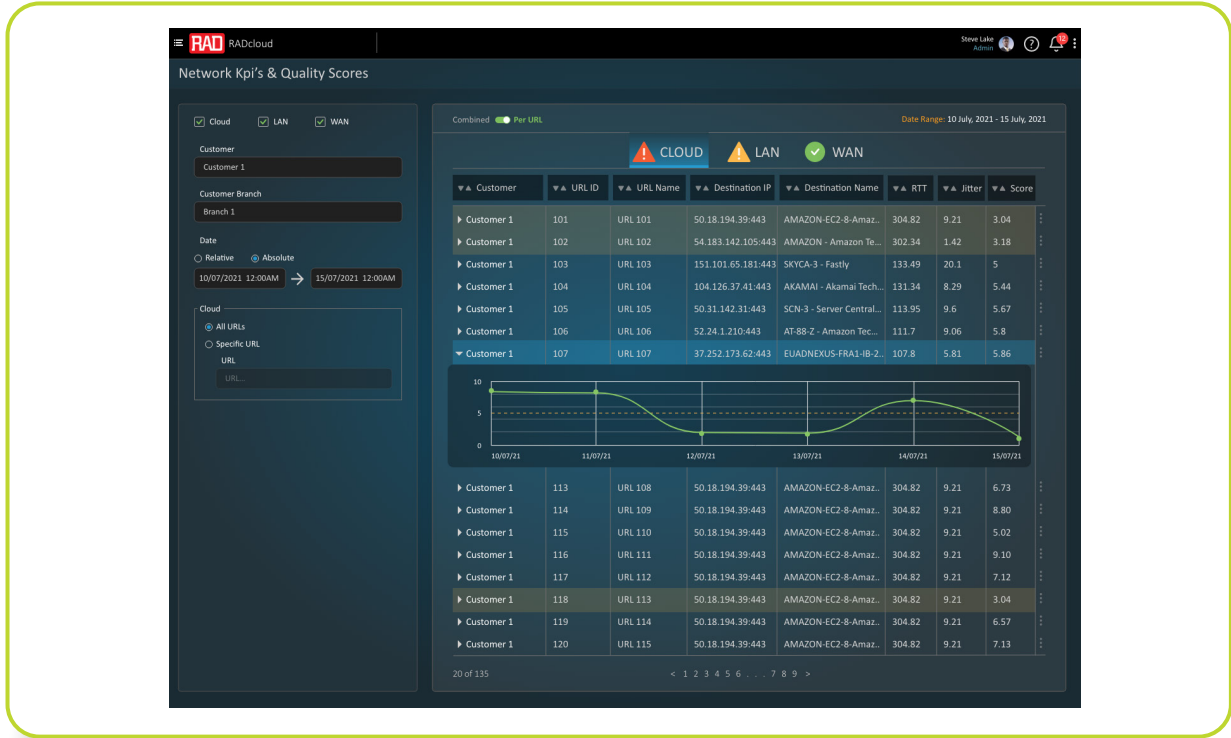 RAD RADcloud
Steve Lake
Admin
? 12
Network Kpi's & Quality Scores
Cloud LAN WAN
Customer
Customer 1
Customer Branch
Branch 1
Date
Relative Absolute
10/07/2021 12:00AM → 15/07/2021 12:00AM
Cloud
All URLs
Specific URL
URL
URL...
Combined Per URL Date Range: 10 July, 2021 - 15 July, 2021
CLOUD LAN WAN
Customer URL ID URL Name Destination IP Destination Name RTT Jitter Score
Customer 1 101 URL 101 50.18.194.39:443 AMAZON-EC2-8-Amaz.. 304.82 9.21 3.04
Customer 1 102 URL 102 54.183.142.105:443 AMAZON - Amazon Te... 302.34 1.42 3.18
Customer 1 103 URL 103 151.101.65.181:443 SKYCA-3 - Fastly 133.49 20.1 5
Customer 1 104 URL 104 104.126.37.41:443 AKAMAI - Akamai Tech... 131.34 8.29 5.44
Customer 1 105 URL 105 50.31.142.31:443 SCN-3 - Server Central... 113.95 9.6 5.67
Customer 1 106 URL 106 52.24.1.210:443 AT-88-Z - Amazon Tec... 111.7 9.06 5.8
Customer 1 107 URL 107 37.252.173.62:443 EUADNEXUS-FRA1-IB-2.. 107.8 5.81 5.86
10
5
0
10/07/21 11/07/21 12/07/21 13/07/21 14/07/21 15/07/21
Customer 1 113 URL 108 50.18.194.39:443 AMAZON-EC2-8-Amaz.. 304.82 9.21 6.73
Customer 1 114 URL 109 50.18.194.39:443 AMAZON-EC2-8-Amaz.. 304.82 9.21 8.80
Customer 1 115 URL 110 50.18.194.39:443 AMAZON-EC2-8-Amaz.. 304.82 9.21 5.02
Customer 1 116 URL 111 50.18.194.39:443 AMAZON-EC2-8-Amaz.. 304.82 9.21 9.10
Customer 1 117 URL 112 50.18.194.39:443 AMAZON-EC2-8-Amaz.. 304.82 9.21 7.12
Customer 1 118 URL 113 50.18.194.39:443 AMAZON-EC2-8-Amaz.. 304.82 9.21 3.04
Customer 1 119 URL 114 50.18.194.39:443 AMAZON-EC2-8-Amaz.. 304.82 9.21 6.57
Customer 1 120 URL 115 50.18.194.39:443 AMAZON-EC2-8-Amaz.. 304.82 9.21 7.13
20 of 135 < 1 2 3 4 5 6 . . . 7 8 9 >